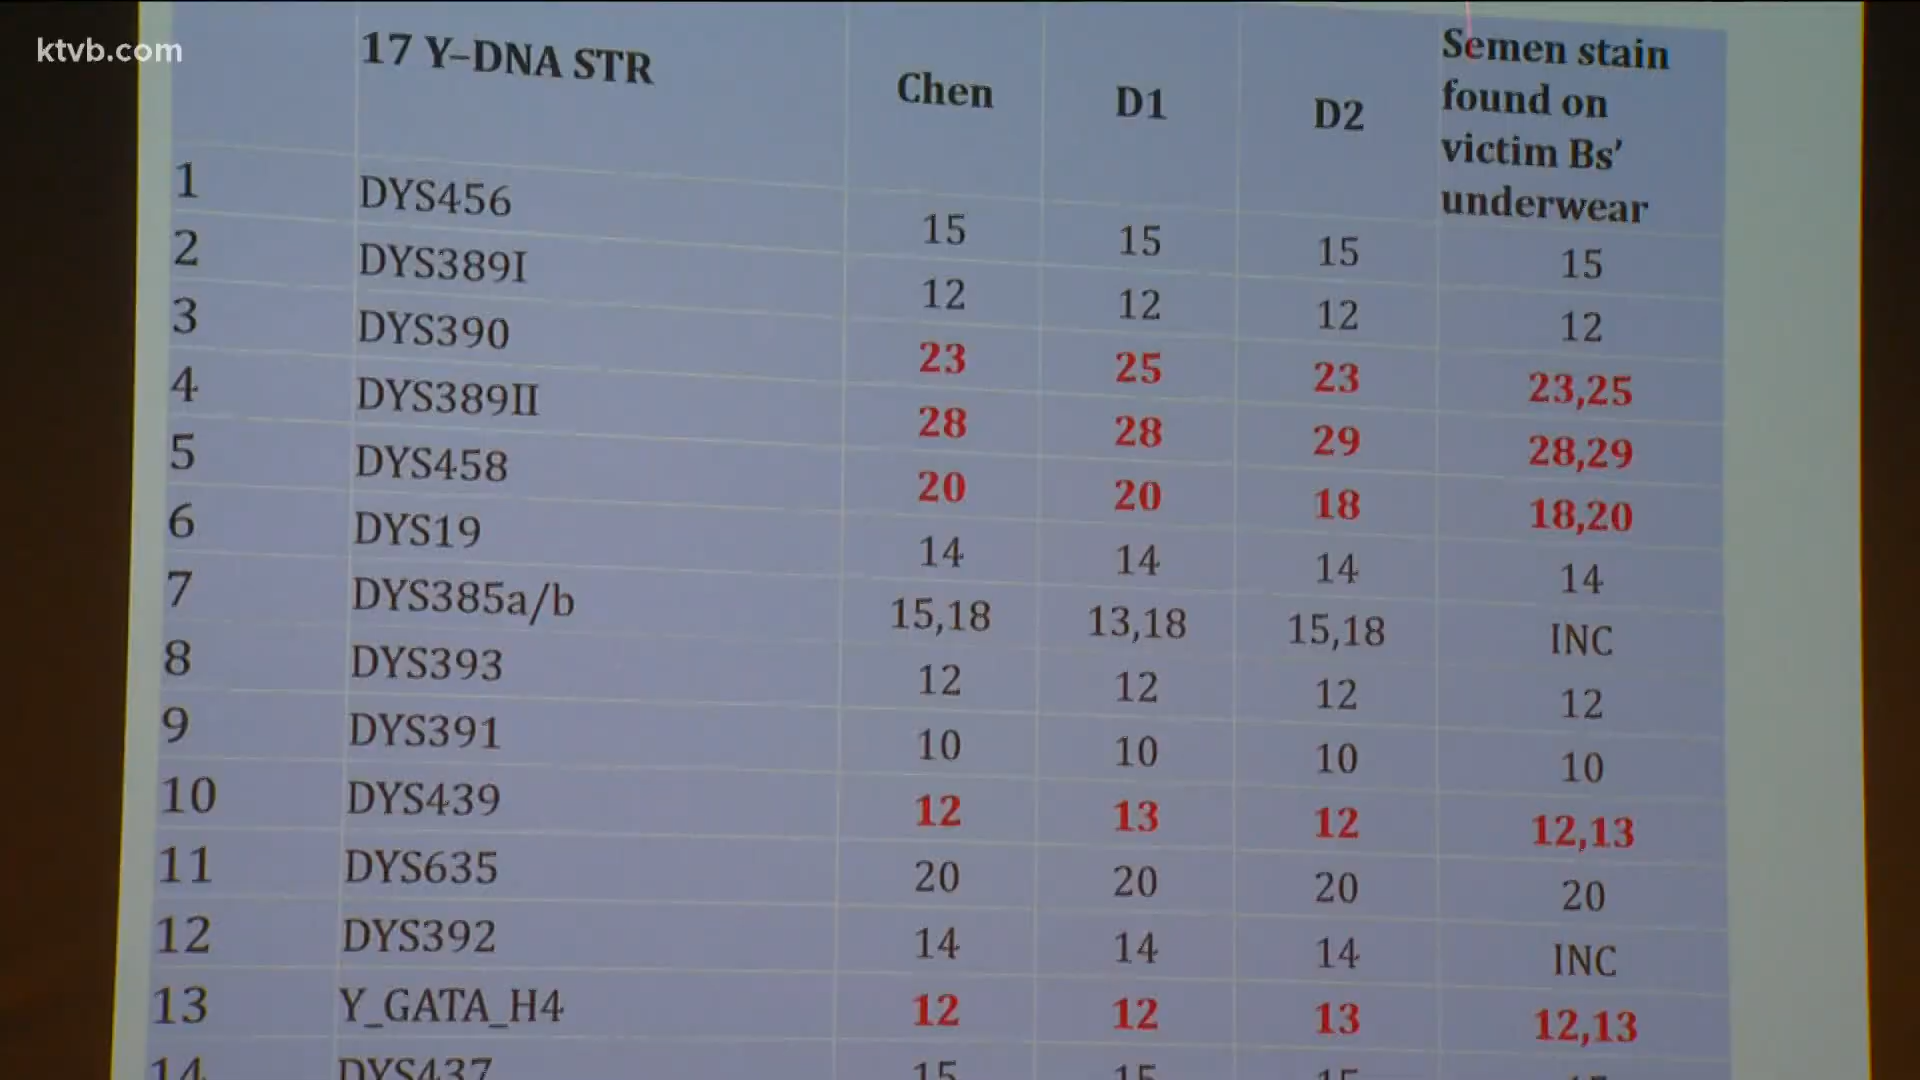 ktvb.com
17 Y–DNA STR Chen D1 D2 Semen stain
found on
victim Bs’
underwear
1 DYS456 15 15 15 15
2 DYS389I 12 12 12 12
3 DYS390 23 25 23 23,25
4 DYS389II 28 28 29 28,29
5 DYS458 20 20 18 18,20
6 DYS19 14 14 14 14
7 DYS385a/b 15,18 13,18 15,18 INC
8 DYS393 12 12 12 12
9 DYS391 10 10 10 10
10 DYS439 12 13 12 12,13
11 DYS635 20 20 20 20
12 DYS392 14 14 14 INC
13 Y_GATA_H4 12 12 13 12,13
14 DYS437 15 15 15